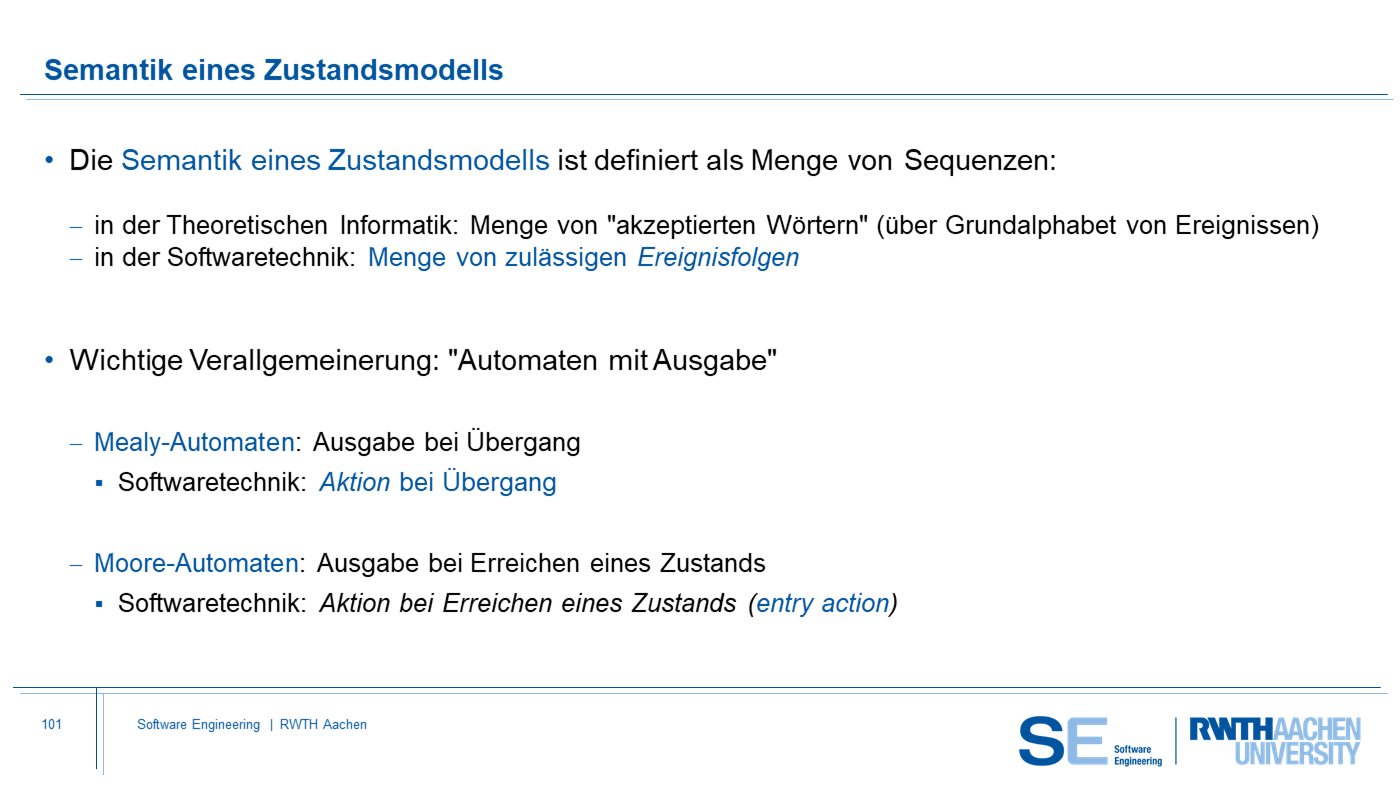 Semantik eines Zustandsmodells
• Die Semantik eines Zustandsmodells ist definiert als Menge von Sequenzen:
– in der Theoretischen Informatik: Menge von "akzeptierten Wörtern" (über Grundalphabet von Ereignissen)
– in der Softwaretechnik: Menge von zulässigen Ereignisfolgen
• Wichtige Verallgemeinerung: "Automaten mit Ausgabe"
– Mealy-Automaten: Ausgabe bei Übergang
▪ Softwaretechnik: Aktion bei Übergang
– Moore-Automaten: Ausgabe bei Erreichen eines Zustands
▪ Softwaretechnik: Aktion bei Erreichen eines Zustands (entry action)
101
Software Engineering | RWTH Aachen
SE Software
Engineering
RWTHAACHEN
UNIVERSITY